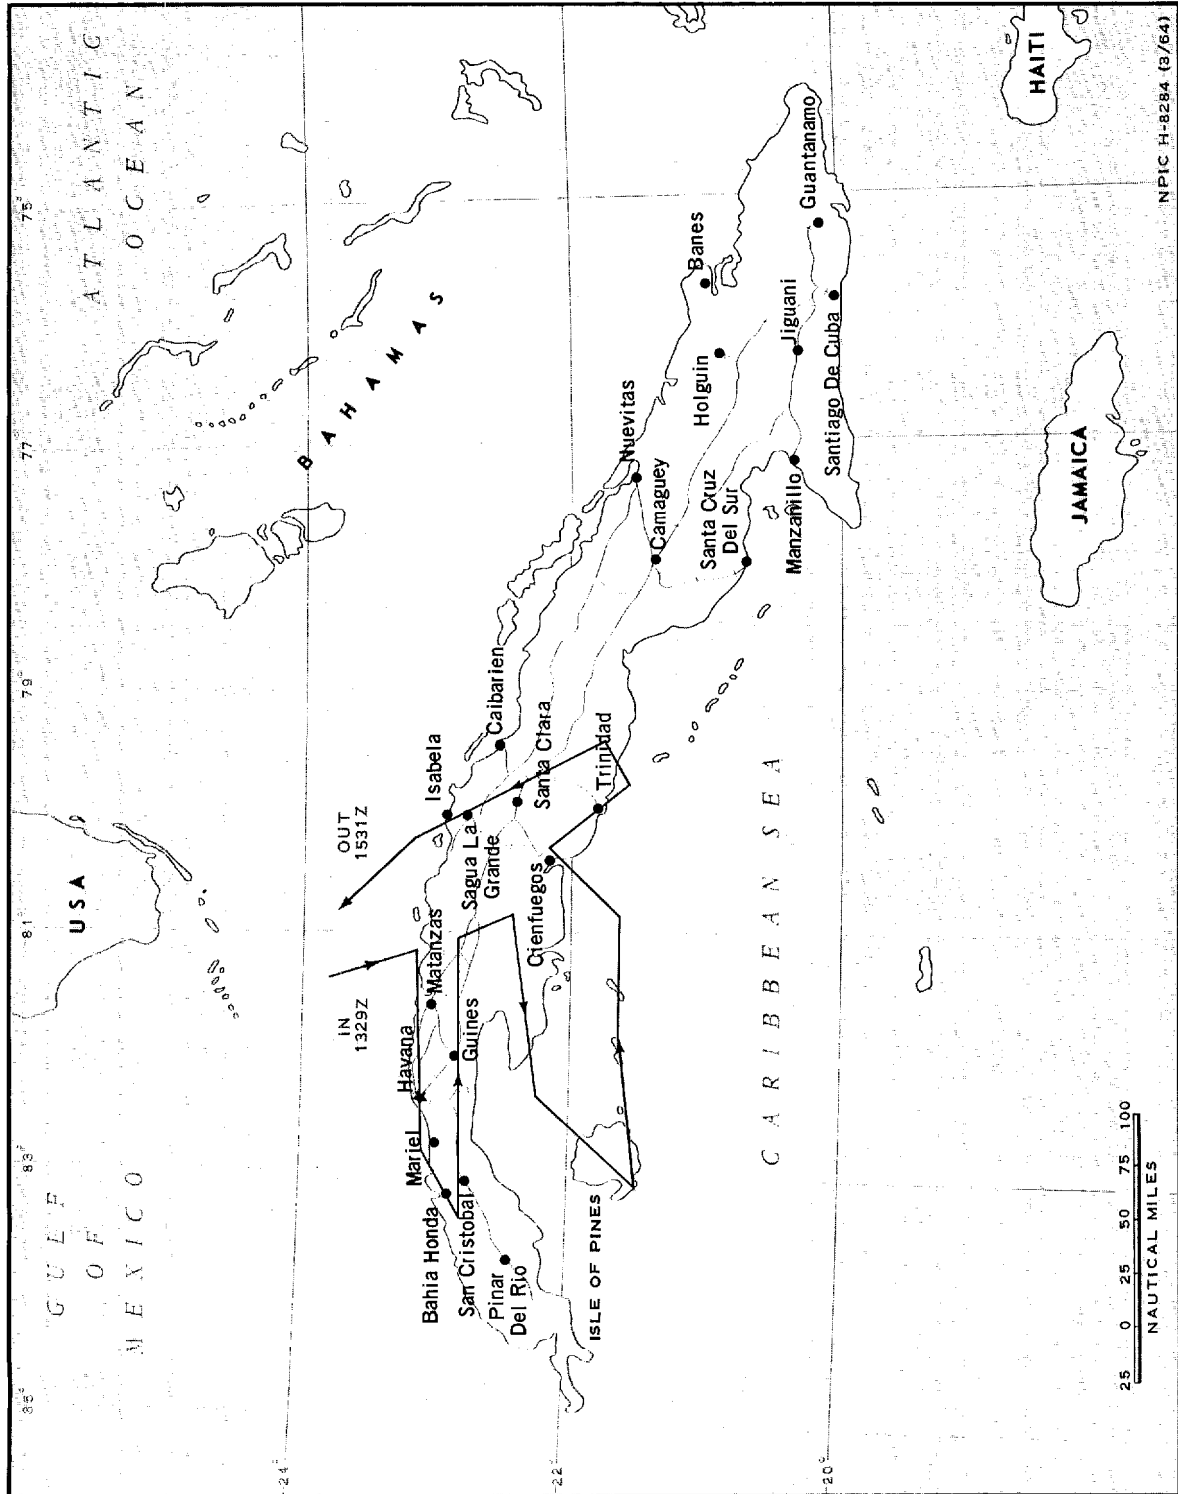 85°
83°
81°
79°
77
75°
GULF
OF
MEXICO
USA
ATLANTIC
OCEAN
BAHAMAS
24°
22°
20°
IN
1329Z
OUT
1531Z
Havana
Mariel
Bahia Honda
San Cristobal
Pinar
Del Rio
Matanzas
Guines
Isabela
Sagua La
Grande
Caibarien
Santa Clara
Cienfuegos
Trinidad
ISLE OF PINES
Nuevitas
Camaguey
Santa Cruz
Del Sur
Holguin
Banes
Manzanillo
Jiguani
Santiago De Cuba
Guantanamo
CARIBBEAN SEA
JAMAICA
HAITI
25 0 25 50 75 100
NAUTICAL MILES
NPIC H-8284 (3/64)